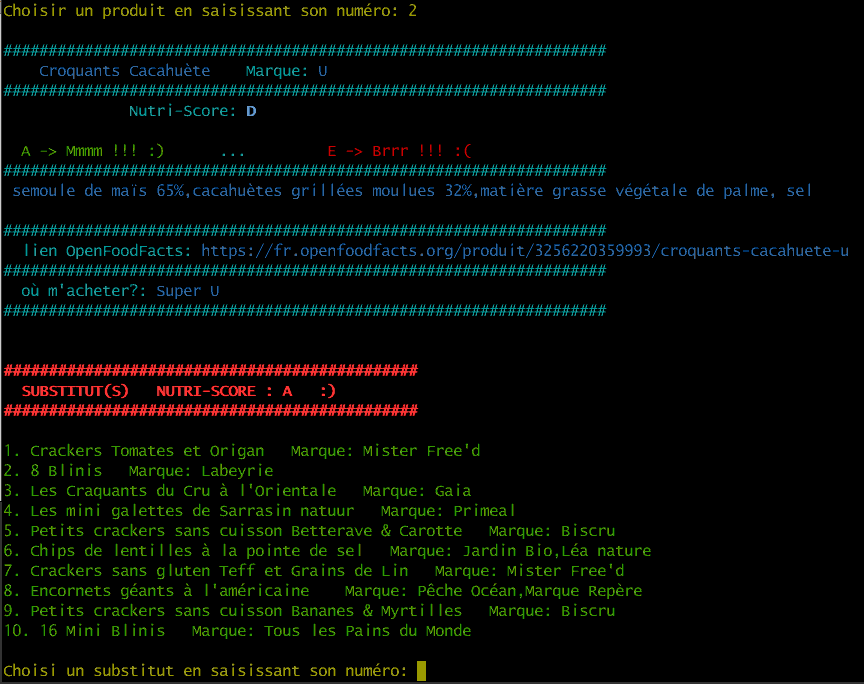 Choisir un produit en saisissant son numéro: 2
###################################################################
Croquants Cacahuète    Marque: U
###################################################################
Nutri-Score: D
A -> Mmmm !!! :)      ...         E -> Brrr !!! :(
###################################################################
semoule de maïs 65%,cacahuètes grillées moulues 32%,matière grasse végétale de palme, sel
###################################################################
lien OpenFoodFacts: https://fr.openfoodfacts.org/produit/3256220359993/croquants-cacahuete-u
###################################################################
où m'acheter?: Super U
###################################################################
##############################################
SUBSTITUT(S)   NUTRI-SCORE : A   :)
##############################################
1. Crackers Tomates et Origan   Marque: Mister Free'd
2. 8 Blinis   Marque: Labeyrie
3. Les Craquants du Cru à l'Orientale   Marque: Gaia
4. Les mini galettes de Sarrasin natuur   Marque: Primeal
5. Petits crackers sans cuisson Betterave & Carotte   Marque: Biscru
6. Chips de lentilles à la pointe de sel   Marque: Jardin Bio,Léa nature
7. Crackers sans gluten Teff et Grains de Lin   Marque: Mister Free'd
8. Encornets géants à l'américaine    Marque: Pêche Océan,Marque Repère
9. Petits crackers sans cuisson Bananes & Myrtilles   Marque: Biscru
10. 16 Mini Blinis   Marque: Tous les Pains du Monde
Choisi un substitut en saisissant son numéro: